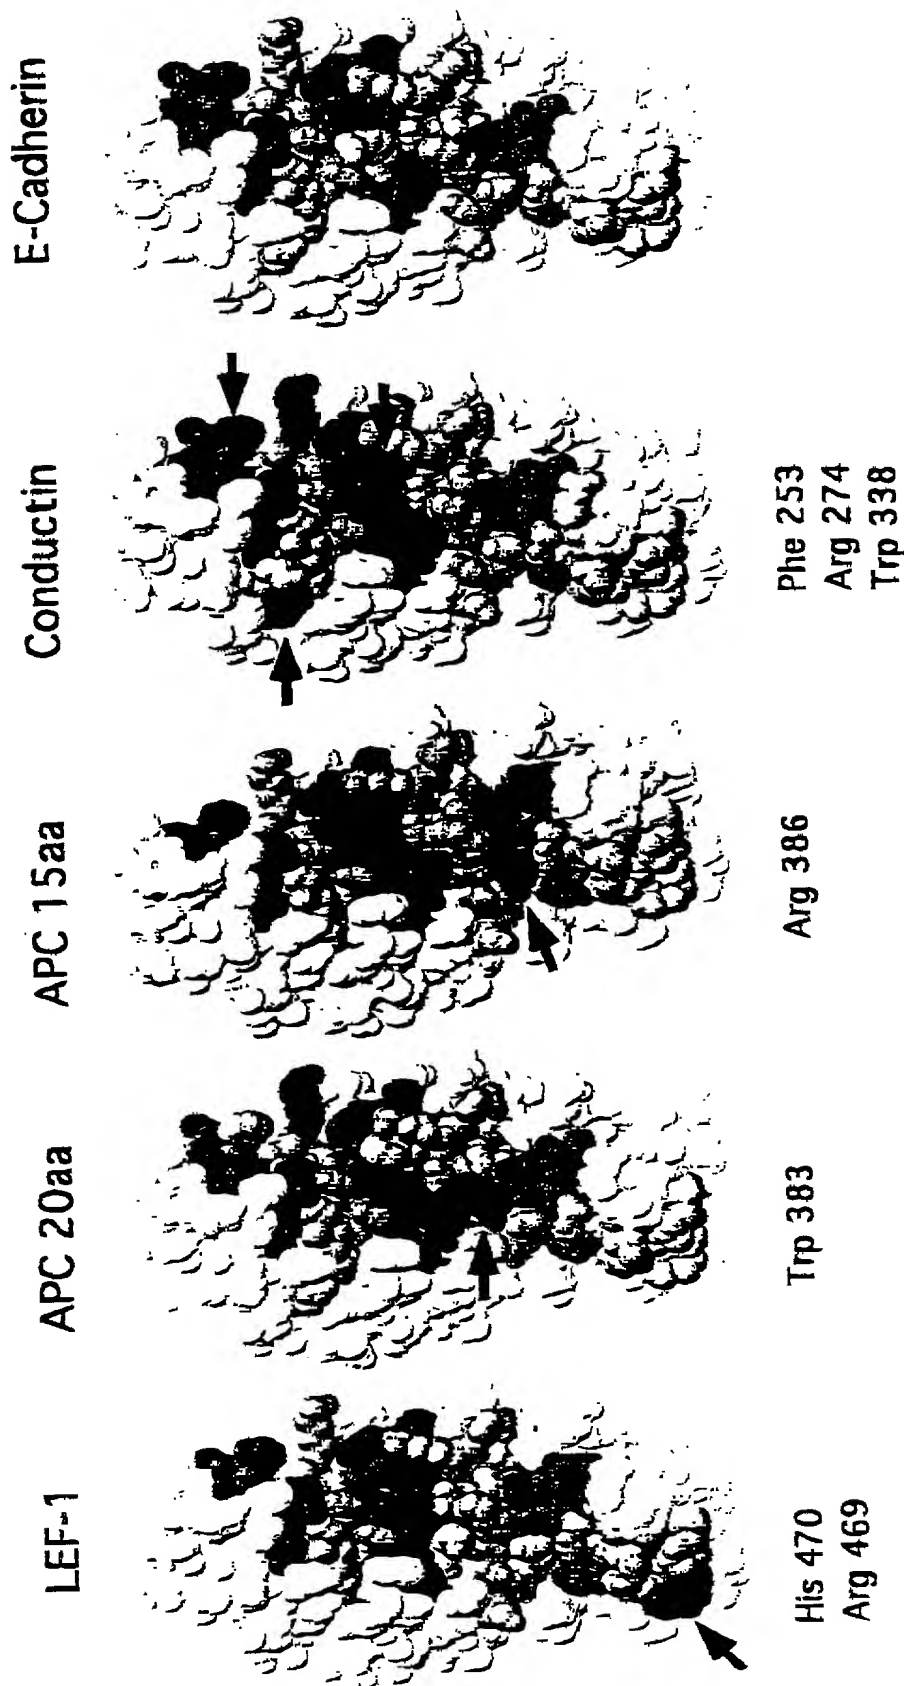 LEF-1
APC 20aa
APC 15aa
Conductin
E-Cadherin
His 470
Arg 469
Trp 383
Arg 386
Phe 253
Arg 274
Trp 338